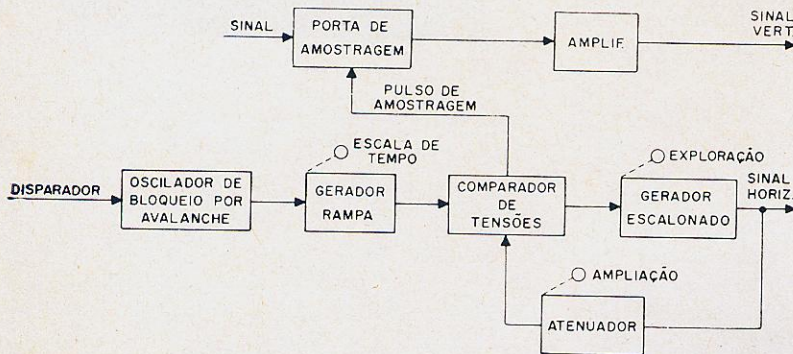 SINAL
PORTA DE
AMOSTRAGEM
AMPLIF.
SINAL
VERT.
PULSO DE
AMOSTRAGEM
DISPARADOR
OSCILADOR DE
BLOQUEIO POR
AVALANCHE
ESCALA DE
TEMPO
GERADOR
RAMPA
COMPARADOR
DE
TENSÕES
EXPLORAÇÃO
GERADOR
ESCALONADO
SINAL
HORIZ.
AMPLIAÇÃO
ATENUADOR